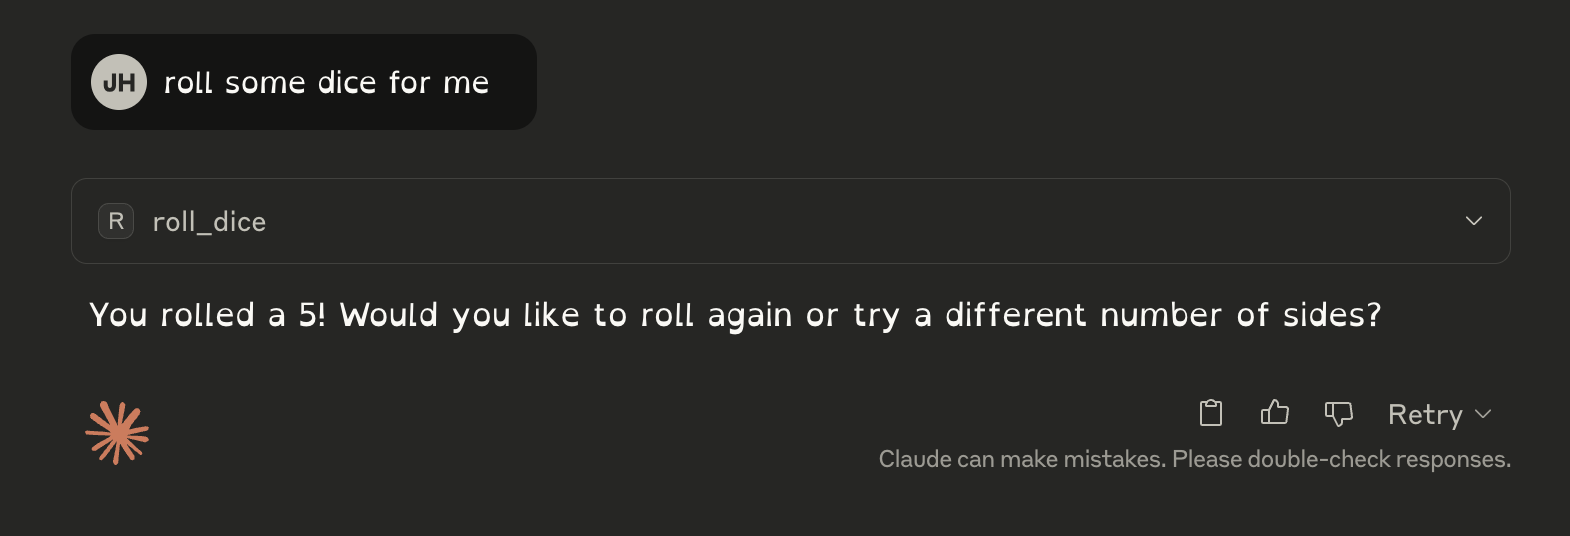 JH roll some dice for me
R roll_dice
You rolled a 5! Would you like to roll again or try a different number of sides?
Retry
Claude can make mistakes. Please double-check responses.